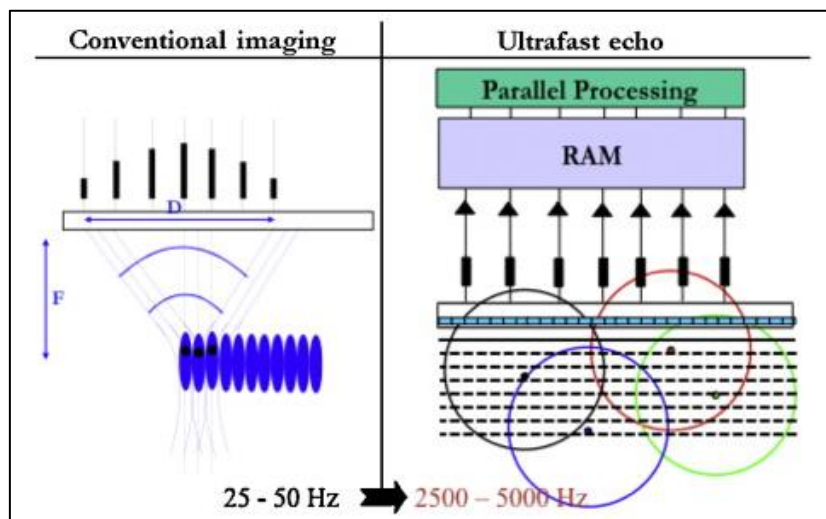 Conventional imaging
Ultrafast echo
Parallel Processing
RAM
D
F
25 - 50 Hz
2500 – 5000 Hz